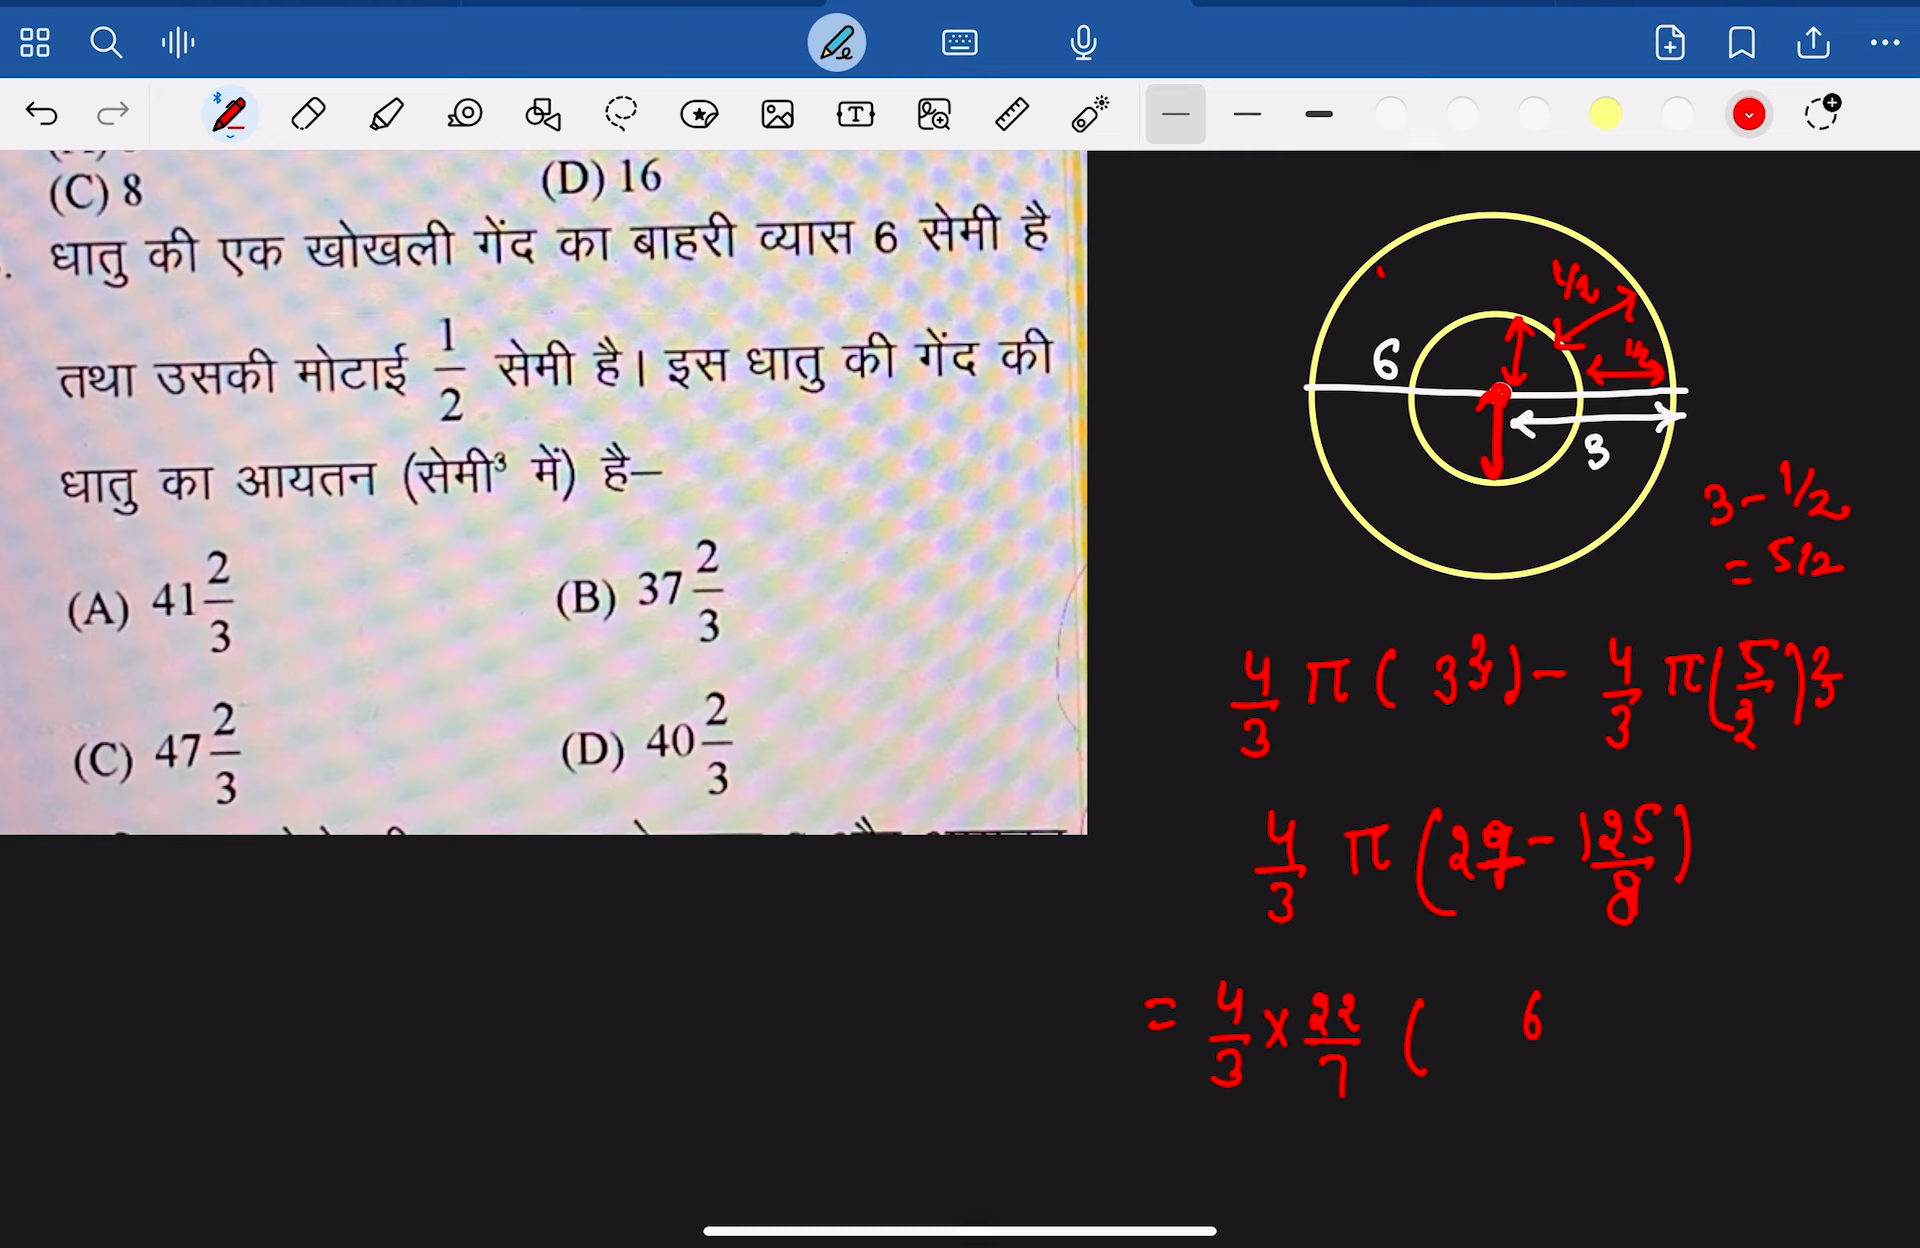 (C) 8 (D) 16
धातु की एक खोखली गेंद का बाहरी व्यास 6 सेमी है
तथा उसकी मोटाई 1/2 सेमी है। इस धातु की गेंद की
धातु का आयतन (सेमी³ में) है–
(A) 41 2/3 (B) 37 2/3
(C) 47 2/3 (D) 40 2/3
1/2
1/2
6
3
3 - 1/2
= 5/2
4/3 π ( 3³ ) - 4/3 π (5/2)³
4/3 π (27 - 125/8)
= 4/3 × 22/7 ( 6